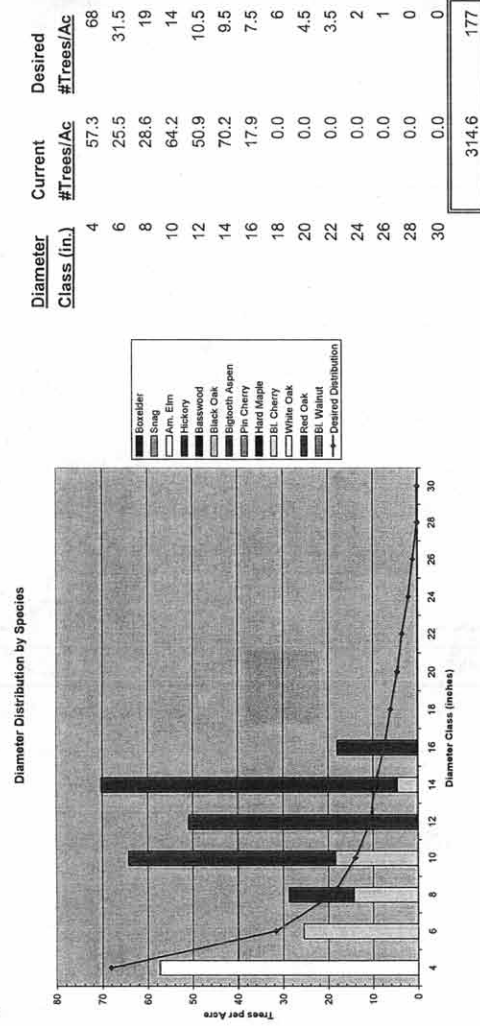 Diameter Distribution by Species
Trees per Acre
80
70
60
50
40
30
20
10
0
4 6 8 10 12 14 16 18 20 22 24 26 28 30
Diameter Class (inches)
Boxelder
Snag
Am. Elm
Hickory
Basswood
Black Oak
Bigtooth Aspen
Pin Cherry
Hard Maple
Bl. Cherry
White Oak
Red Oak
Bl. Walnut
Desired Distribution
Diameter Current Desired
Class (in.) #Trees/Ac #Trees/Ac
4 57.3 68
6 25.5 31.5
8 28.6 19
10 64.2 14
12 50.9 10.5
14 70.2 9.5
16 17.9 7.5
18 0.0 6
20 0.0 4.5
22 0.0 3.5
24 0.0 2
26 0.0 1
28 0.0 0
30 0.0 0
314.6 177